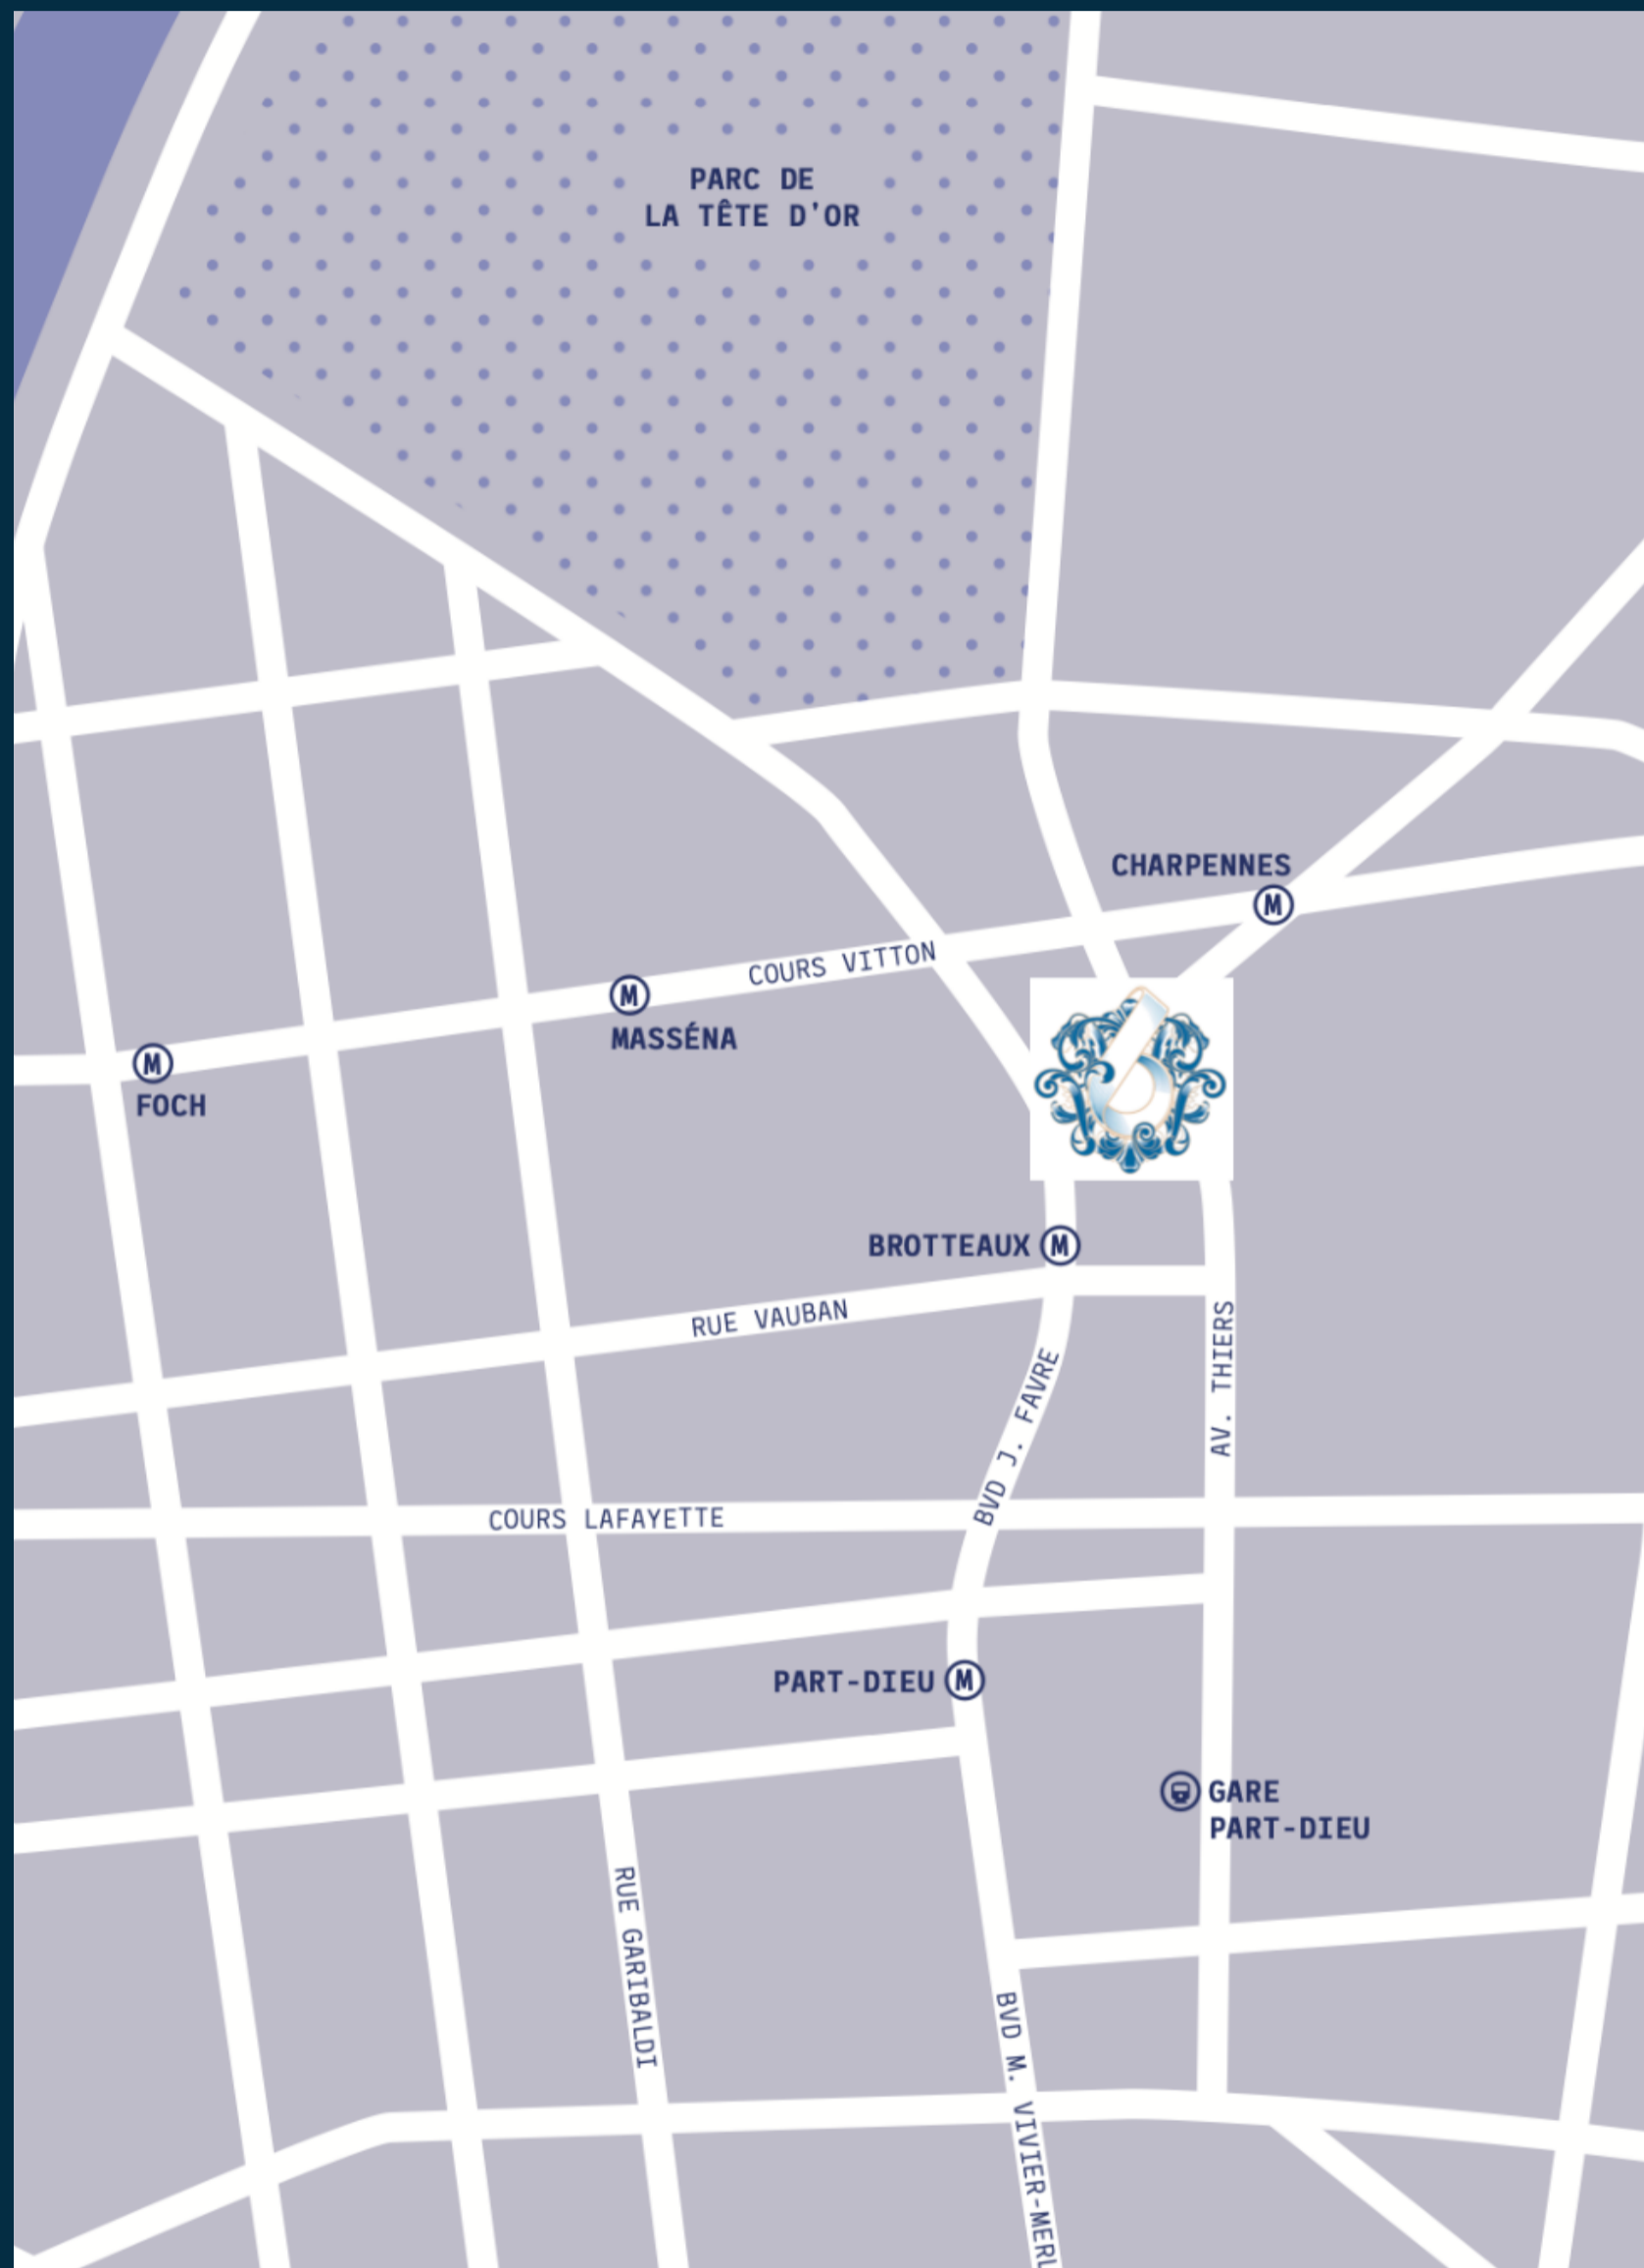 PARC DE
LA TÊTE D'OR
CHARPENNES
M
COURS VITTON
M
MASSÉNA
M
FOCH
B
BROTTEAUX M
RUE VAUBAN
AV. THIERS
BVD J. FAVRE
COURS LAFAYETTE
PART-DIEU M
GARE
PART-DIEU
RUE GARIBALDI
BVD M. VIVIER-MERL